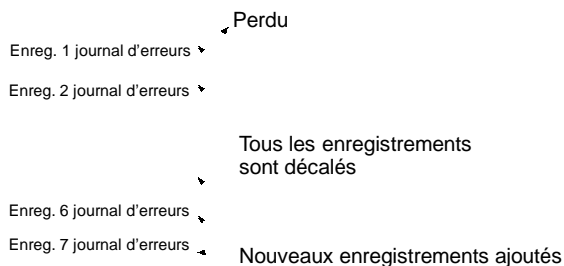 Perdu
Enreg. 1 journal d'erreurs
Enreg. 2 journal d'erreurs
Tous les enregistrements
sont décalés
Enreg. 6 journal d'erreurs
Enreg. 7 journal d'erreurs
Nouveaux enregistrements ajoutés